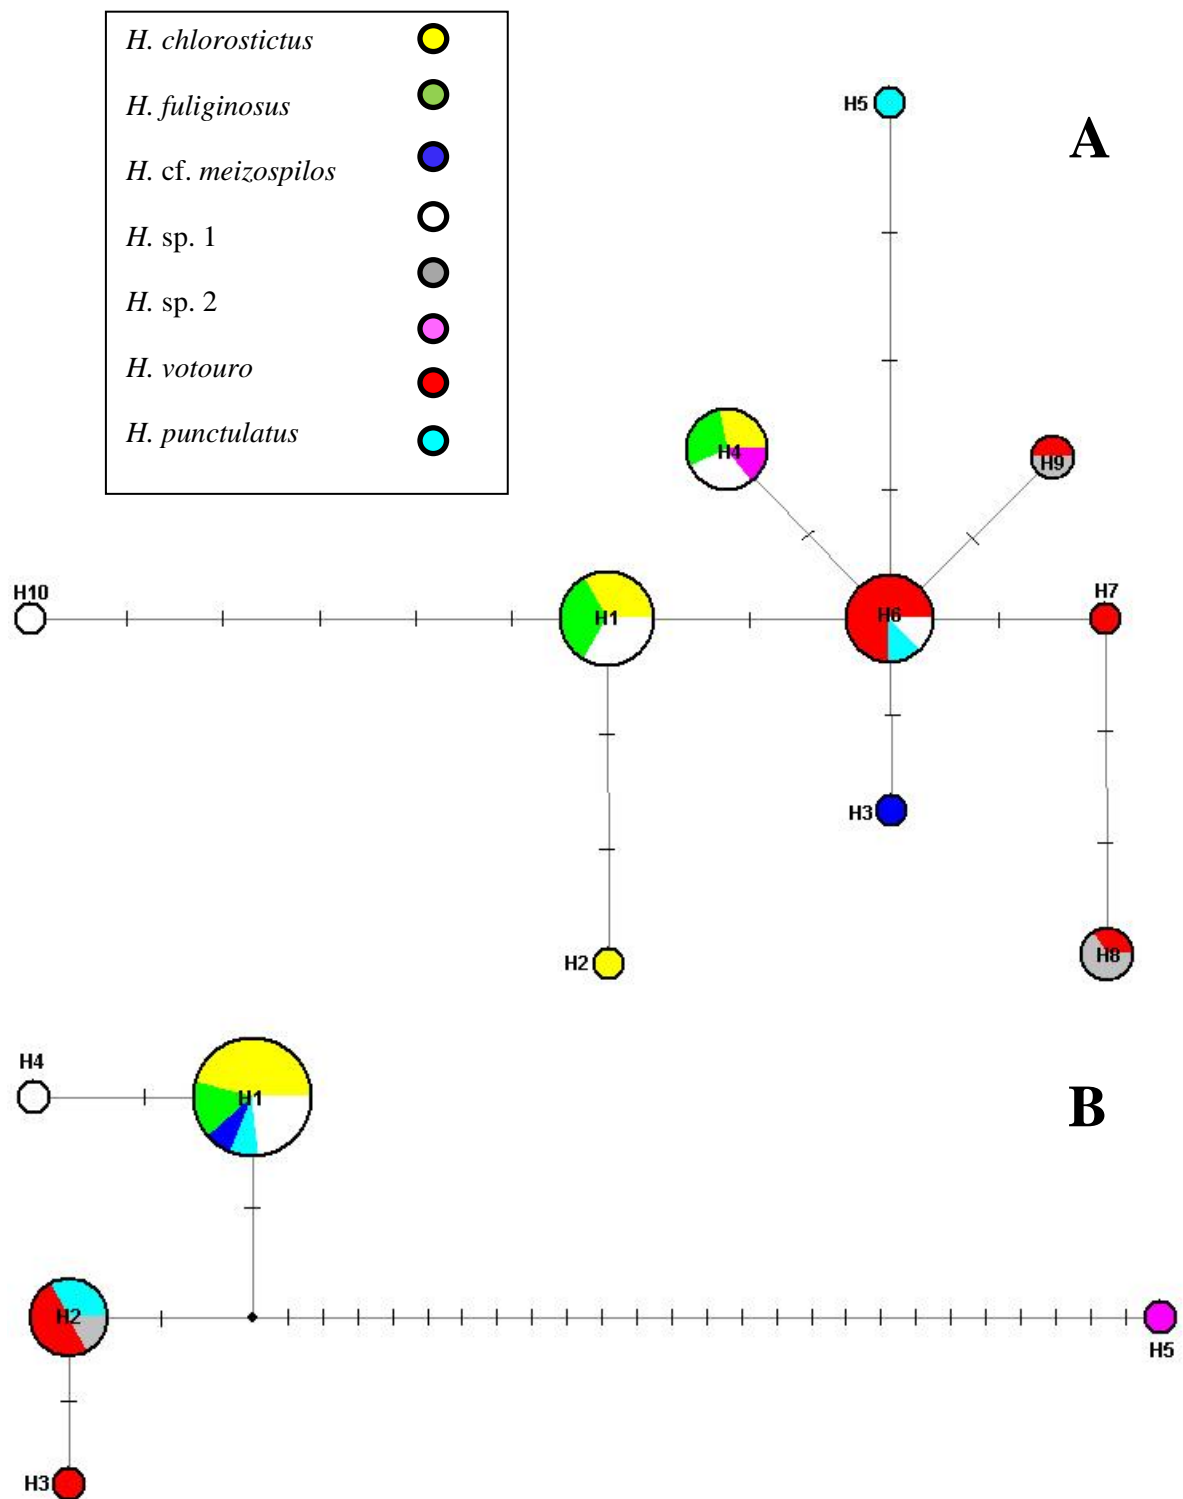 H. chlorostictus
H. fuliginosus
H. cf. meizospilos
H. sp. 1
H. sp. 2
H. votouro
H. punctulatus
A
H5
H4
H9
H10
H1
H6
H7
H3
H2
H8
B
H4
H1
H2
H5
H3